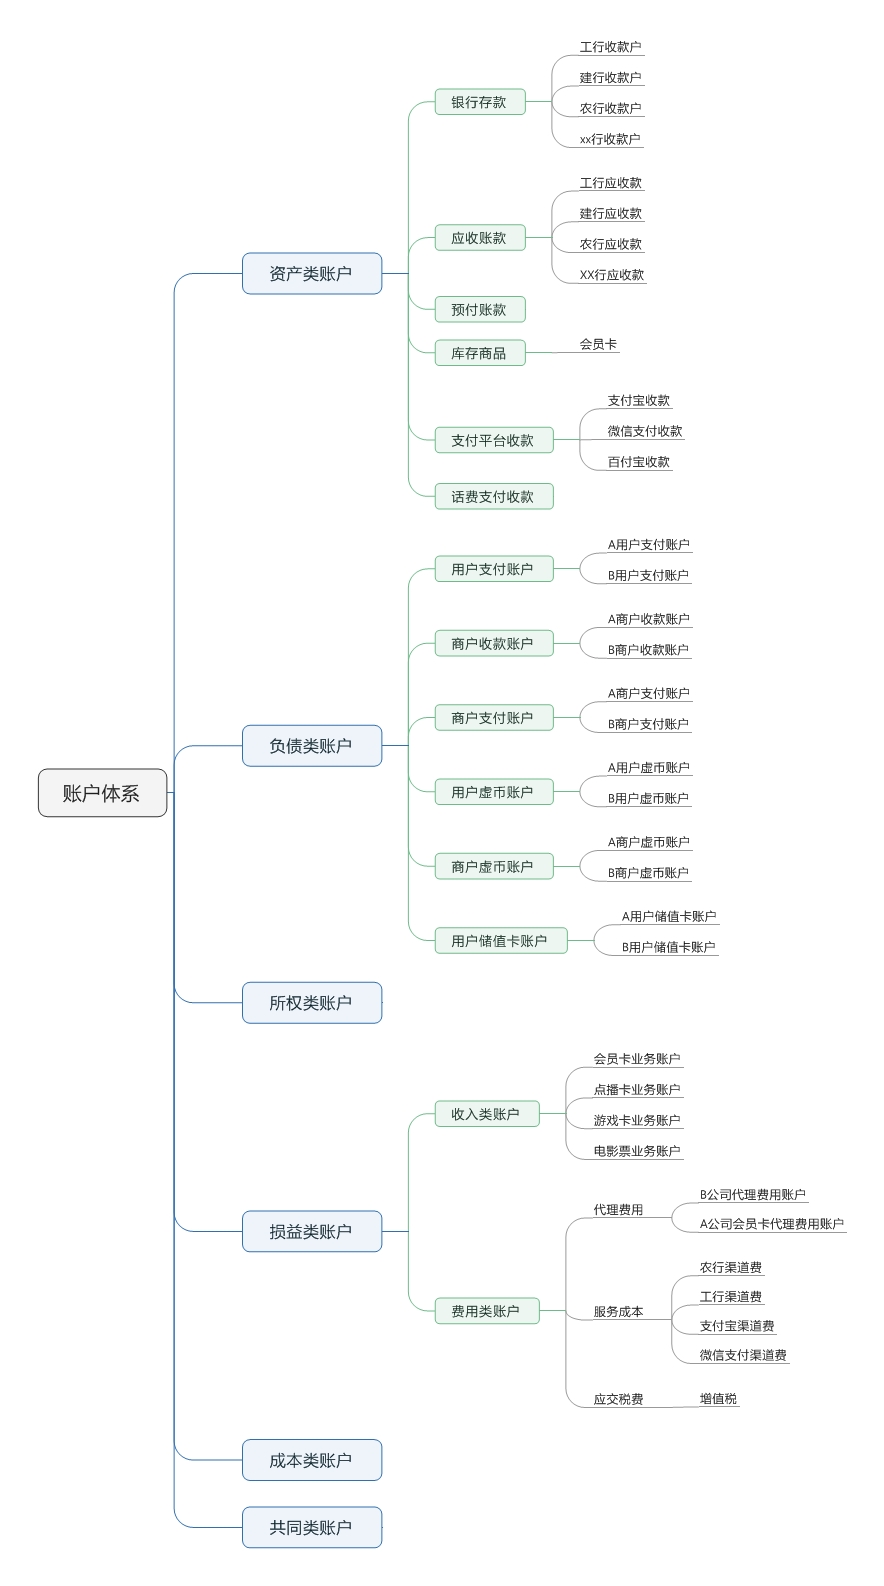 账户体系
资产类账户
银行存款
工行收款户
建行收款户
农行收款户
xx行收款户
应收账款
工行应收款
建行应收款
农行应收款
XX行应收款
预付账款
库存商品
会员卡
支付平台收款
支付宝收款
微信支付收款
百付宝收款
话费支付收款
负债类账户
用户支付账户
A用户支付账户
B用户支付账户
商户收款账户
A商户收款账户
B商户收款账户
商户支付账户
A商户支付账户
B商户支付账户
用户虚币账户
A用户虚币账户
B用户虚币账户
商户虚币账户
A商户虚币账户
B商户虚币账户
用户储值卡账户
A用户储值卡账户
B用户储值卡账户
所权类账户
损益类账户
收入类账户
会员卡业务账户
点播卡业务账户
游戏卡业务账户
电影票业务账户
费用类账户
代理费用
B公司代理费用账户
A公司会员卡代理费用账户
服务成本
农行渠道费
工行渠道费
支付宝渠道费
微信支付渠道费
应交税费
增值税
成本类账户
共同类账户